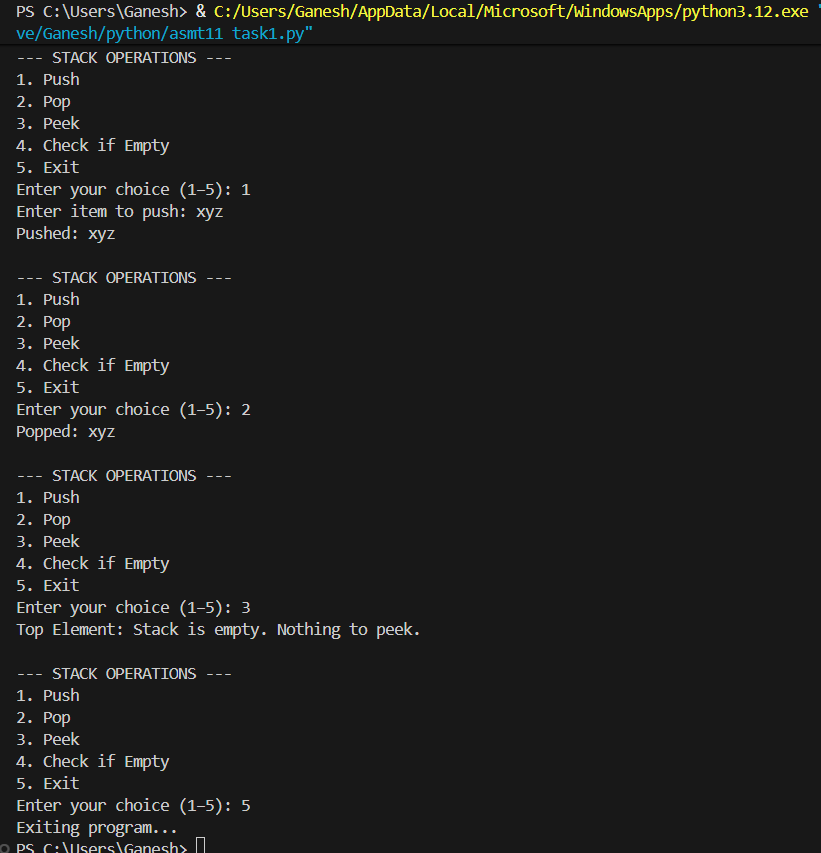 PS C:\Users\Ganesh> & C:/Users/Ganesh/AppData/Local/Microsoft/WindowsApps/python3.12.exe "
ve/Ganesh/python/asmt11 task1.py"
--- STACK OPERATIONS ---
1. Push
2. Pop
3. Peek
4. Check if Empty
5. Exit
Enter your choice (1–5): 1
Enter item to push: xyz
Pushed: xyz
--- STACK OPERATIONS ---
1. Push
2. Pop
3. Peek
4. Check if Empty
5. Exit
Enter your choice (1–5): 2
Popped: xyz
--- STACK OPERATIONS ---
1. Push
2. Pop
3. Peek
4. Check if Empty
5. Exit
Enter your choice (1–5): 3
Top Element: Stack is empty. Nothing to peek.
--- STACK OPERATIONS ---
1. Push
2. Pop
3. Peek
4. Check if Empty
5. Exit
Enter your choice (1–5): 5
Exiting program...
PS C:\Users\Ganesh>